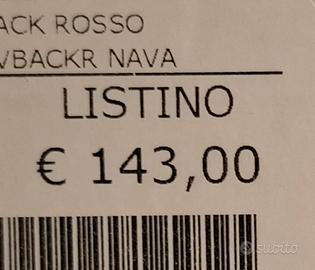 ACK ROSSO
VBACKR NAVA
LISTINO
€ 143,00
subito